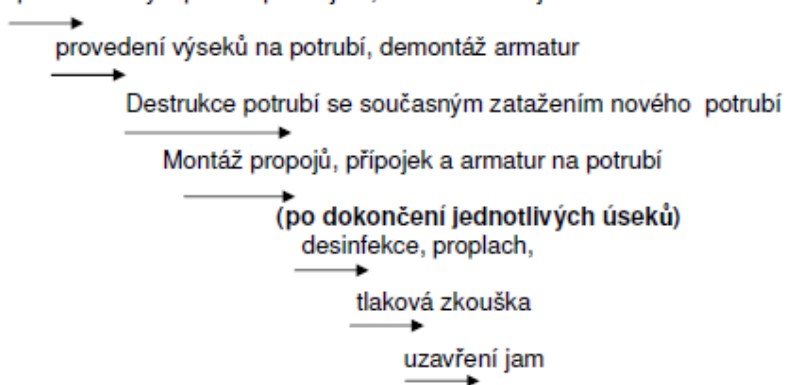 provedení výseků na potrubí, demontáž armatur
Destrukce potrubí se současným zatažením nového potrubí
Montáž propojů, přípojek a armatur na potrubí
(po dokončení jednotlivých úseků)
desinfekce, proplach,
tlaková zkouška
uzavření jam